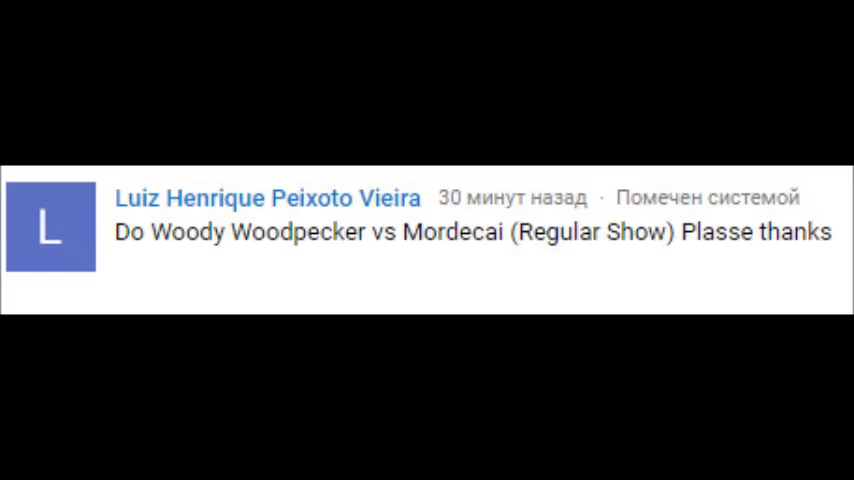 L
Luiz Henrique Peixoto Vieira 30 минут назад · Помечен системой
Do Woody Woodpecker vs Mordecai (Regular Show) Plasse thanks